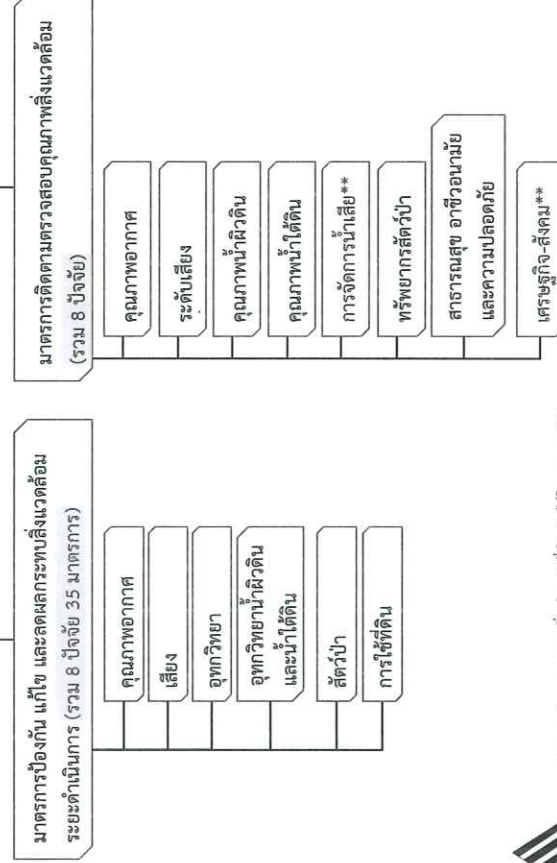 มาตรการป้องกัน แก้ไข และลดผลกระทบสิ่งแวดล้อม
ระยะดำเนินการ (รวม 8 ปัจจัย 35 มาตรการ)
คุณภาพอากาศ
เสียง
อุทกวิทยา
อุทกวิทยาน้ำผิวดิน
และน้ำใต้ดิน
สัตว์ป่า
การใช้ที่ดิน
มาตรการติดตามตรวจสอบคุณภาพสิ่งแวดล้อม
(รวม 8 ปัจจัย)
คุณภาพอากาศ
ระดับเสียง
คุณภาพน้ำผิวดิน
คุณภาพน้ำใต้ดิน
การจัดการน้ำเสีย**
ทรัพยากรสัตว์ป่า
สาธารณสุข อาชีวอนามัย
และความปลอดภัย
เศรษฐกิจ-สังคม**